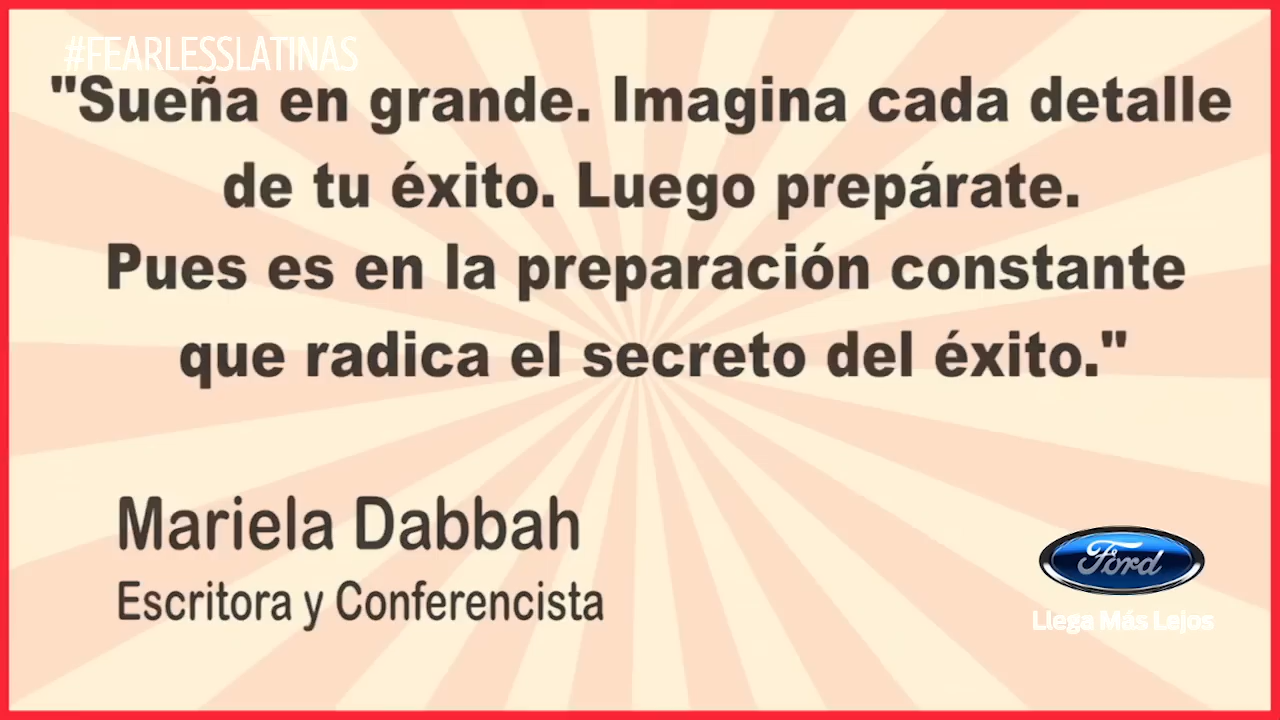 #FEARLESSLATINAS
"Sueña en grande. Imagina cada detalle
de tu éxito. Luego prepárate.
Pues es en la preparación constante
que radica el secreto del éxito."
Mariela Dabbah
Escritora y Conferencista
Ford
Llega Más Lejos